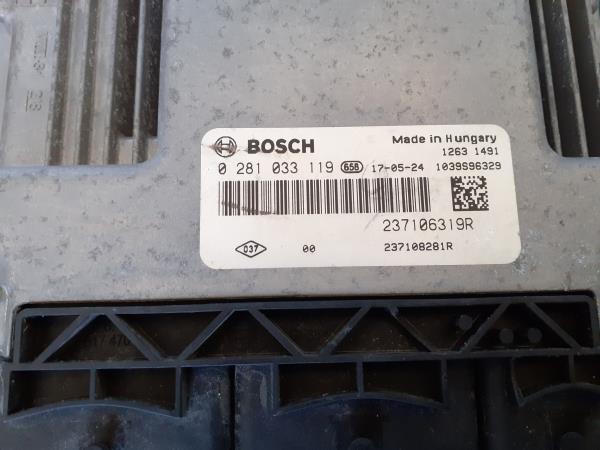 BOSCH Made in Hungary
1263 1491
0 281 033 119 658 17-05-24 1039S96329
237106319R
037 00 237108281R